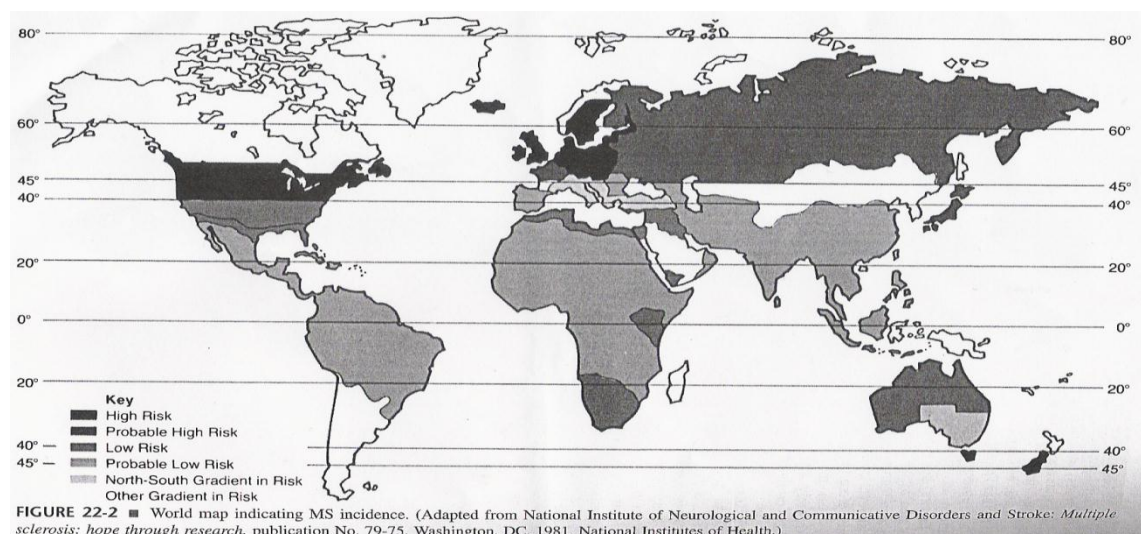 80° 80°
60° 60°
45° 45°
40° 40°
20° 20°
0° 0°
20° 20°
Key
High Risk
Probable High Risk
Low Risk
40° 40°
Probable Low Risk
45° 45°
North-South Gradient in Risk
Other Gradient in Risk
FIGURE 22-2 ■ World map indicating MS incidence. (Adapted from National Institute of Neurological and Communicative Disorders and Stroke: Multiple
sclerosis: hope through research, publication No. 79-75, Washington, DC, 1981, National Institutes of Health.)